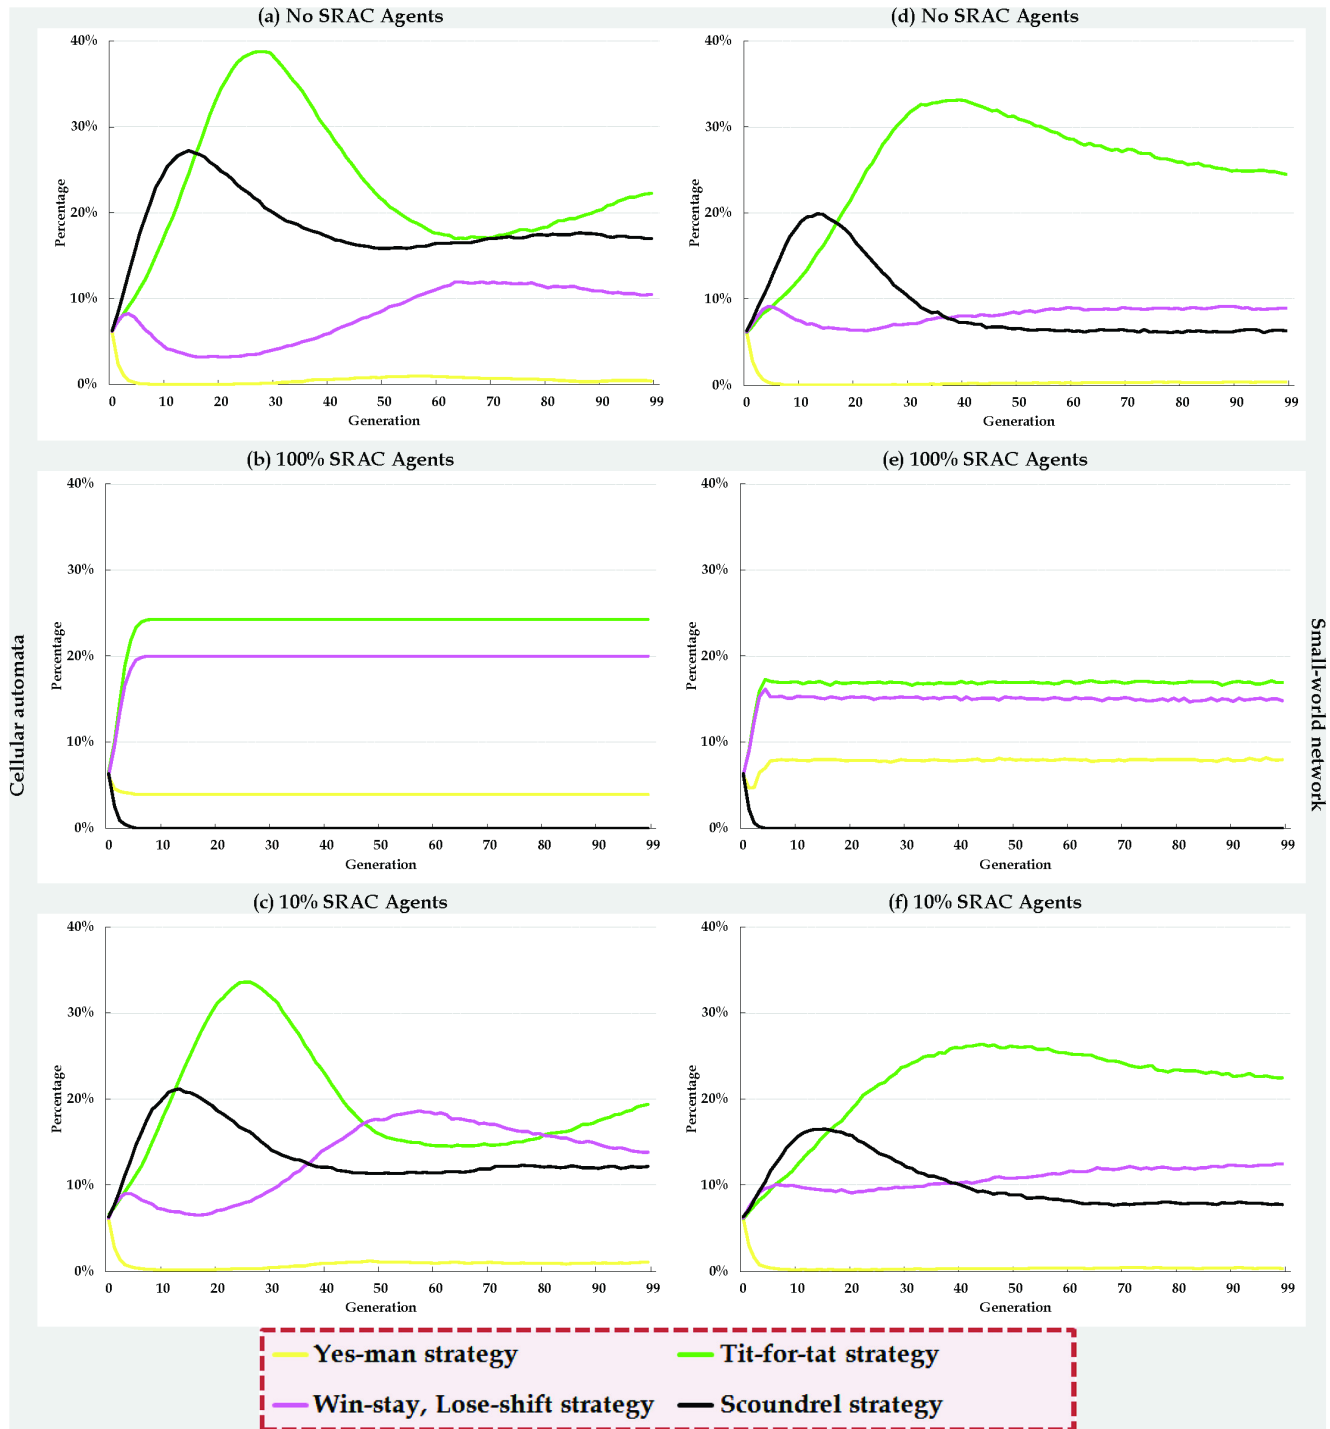 (a) No SRAC Agents
40%
30%
20%
10%
0%
Percentage
0 10 20 30 40 50 60 70 80 90 99
Generation
(d) No SRAC Agents
40%
30%
20%
10%
0%
Percentage
0 10 20 30 40 50 60 70 80 90 99
Generation
(b) 100% SRAC Agents
40%
30%
20%
10%
0%
Percentage
0 10 20 30 40 50 60 70 80 90 99
Generation
(e) 100% SRAC Agents
40%
30%
20%
10%
0%
Percentage
0 10 20 30 40 50 60 70 80 90 99
Generation
Cellular automata
Small-world network
(c) 10% SRAC Agents
40%
30%
20%
10%
0%
Percentage
0 10 20 30 40 50 60 70 80 90 99
Generation
(f) 10% SRAC Agents
40%
30%
20%
10%
0%
Percentage
0 10 20 30 40 50 60 70 80 90 99
Generation
Yes-man strategy
Tit-for-tat strategy
Win-stay, Lose-shift strategy
Scoundrel strategy